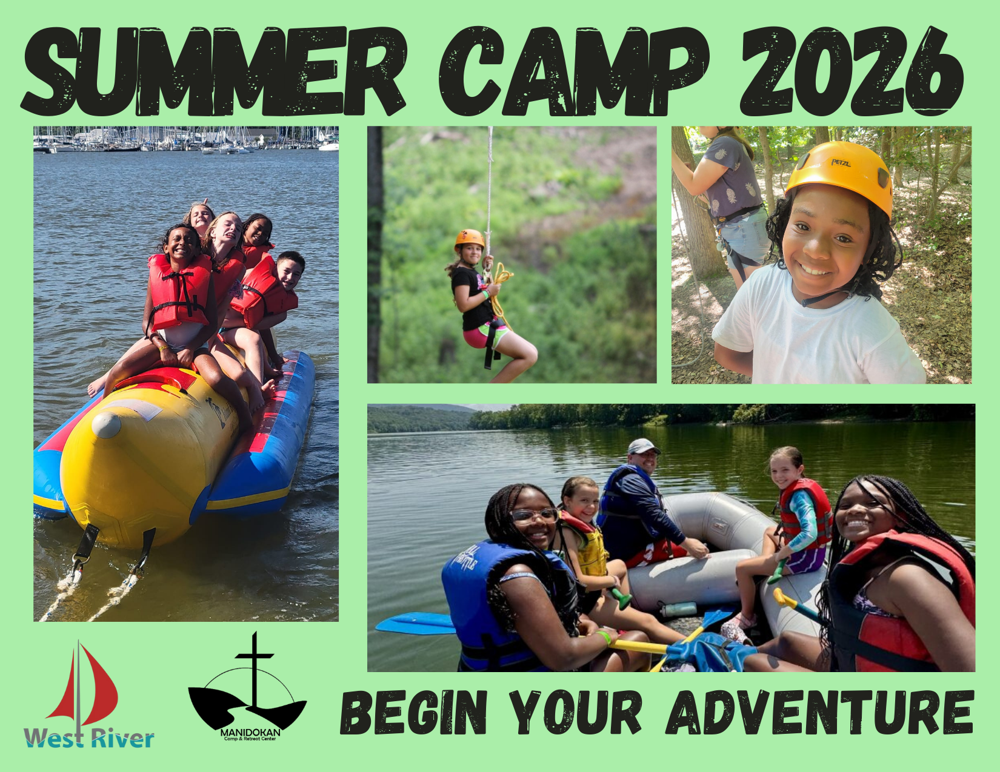 SUMMER CAMP 2026
PETZL
West River
MANIDOKAN
Camp & Retreat Center
BEGIN YOUR ADVENTURE